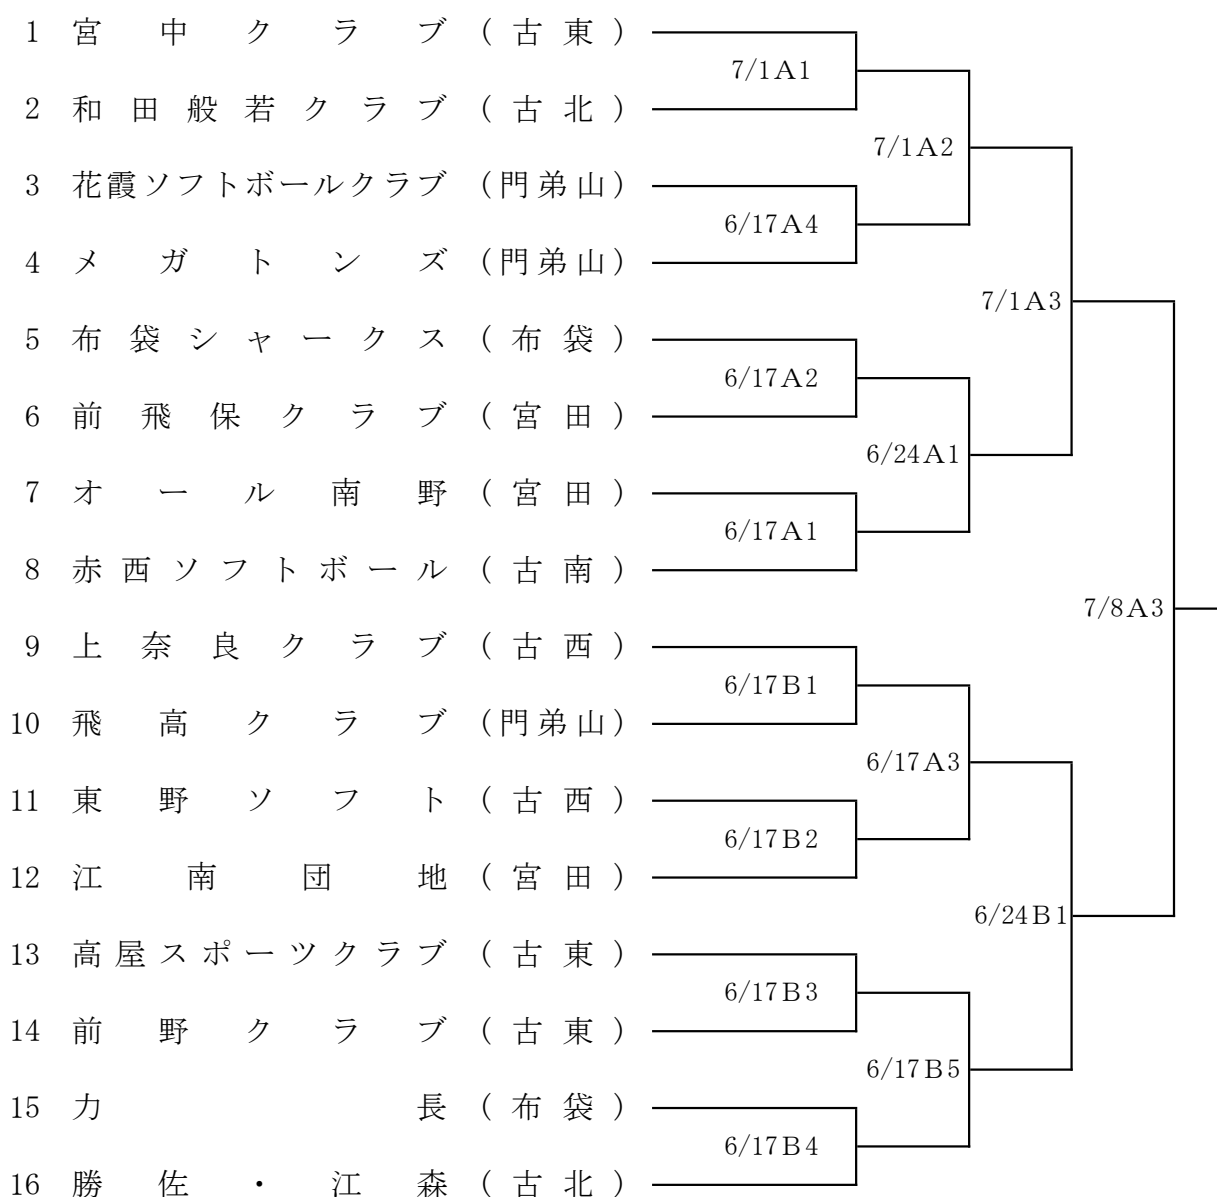 1 宮中クラブ (古東)
7/1A1
2 和田般若クラブ (古北)
7/1A2
3 花霞ソフトボールクラブ (門弟山)
6/17A4
4 メガトンズ (門弟山)
7/1A3
5 布袋シャークス (布袋)
6/17A2
6 前飛保クラブ (宮田)
6/24A1
7 オール南野 (宮田)
6/17A1
8 赤西ソフトボール (古南)
7/8A3
9 上奈良クラブ (古西)
6/17B1
10 飛高クラブ (門弟山)
6/17A3
11 東野ソフト (古西)
6/17B2
12 江南団地 (宮田)
6/24B1
13 高屋スポーツクラブ (古東)
6/17B3
14 前野クラブ (古東)
6/17B5
15 力長 (布袋)
6/17B4
16 勝佐・江森 (古北)